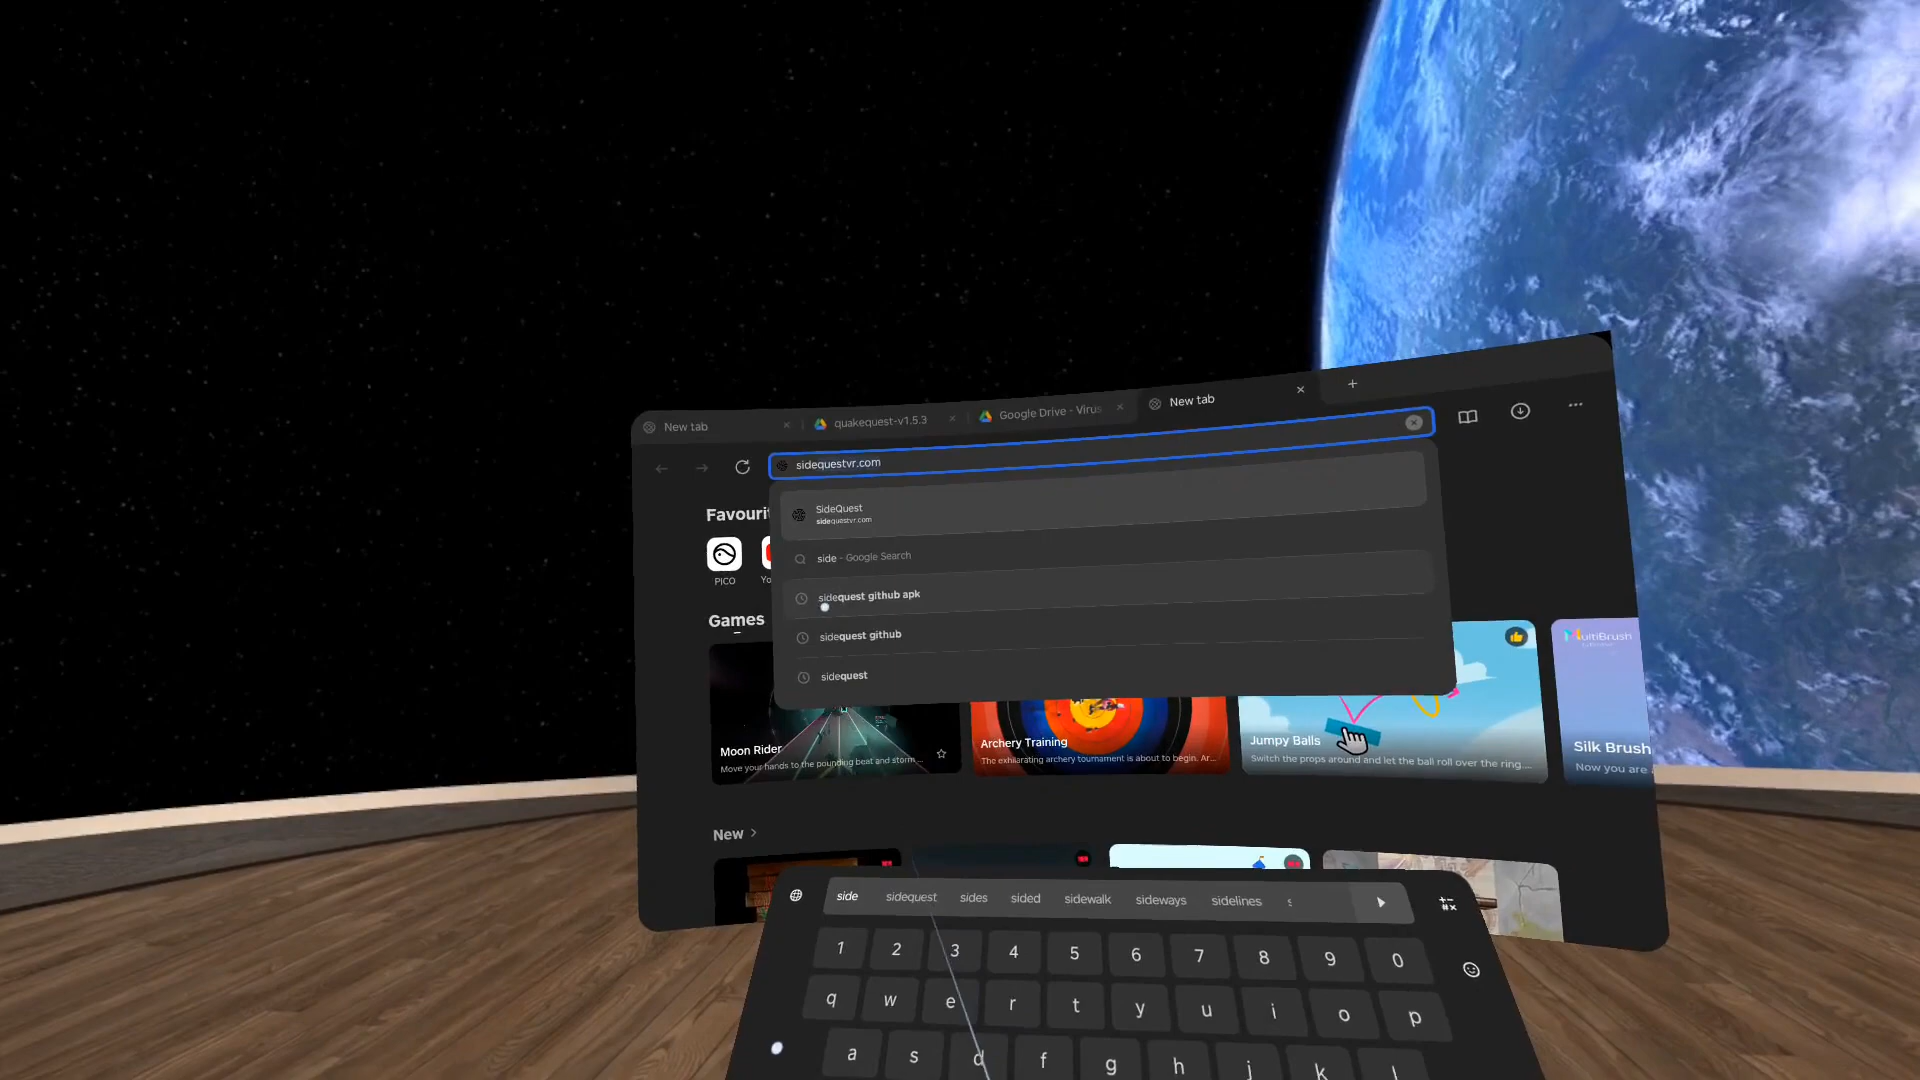 New tab
quakequest-v1.5.3
Google Drive - Virus
New tab
sidequestvr.com
SideQuest
sidequestvr.com
side - Google Search
sidequest github apk
sidequest github
sidequest
Favourit
PICO
Yo
Games
Moon Rider
Move your hands to the pounding beat and storm ...
Archery Training
The exhilarating archery tournament is about to begin. Ar...
Jumpy Balls
Switch the props around and let the ball roll over the ring....
MultiBrush
Silk Brush
Now you are
New >
side sidequest sides sided sidewalk sideways sidelines s
1 2 3 4 5 6 7 8 9 0
q w e r t y u i o p
a s d f g h j k l